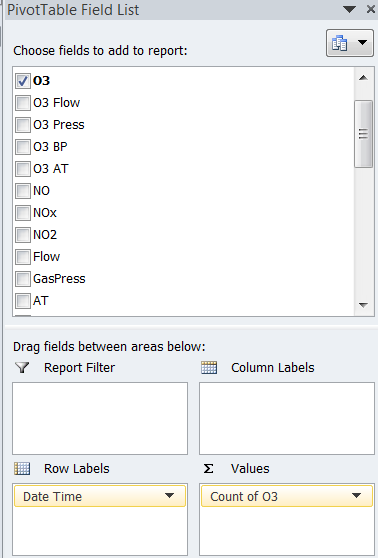 PivotTable Field List
Choose fields to add to report:
O3
O3 Flow
O3 Press
O3 BP
O3 AT
NO
NOx
NO2
Flow
GasPress
AT
Drag fields between areas below:
Report Filter
Column Labels
Row Labels
Σ Values
Date Time
Count of O3